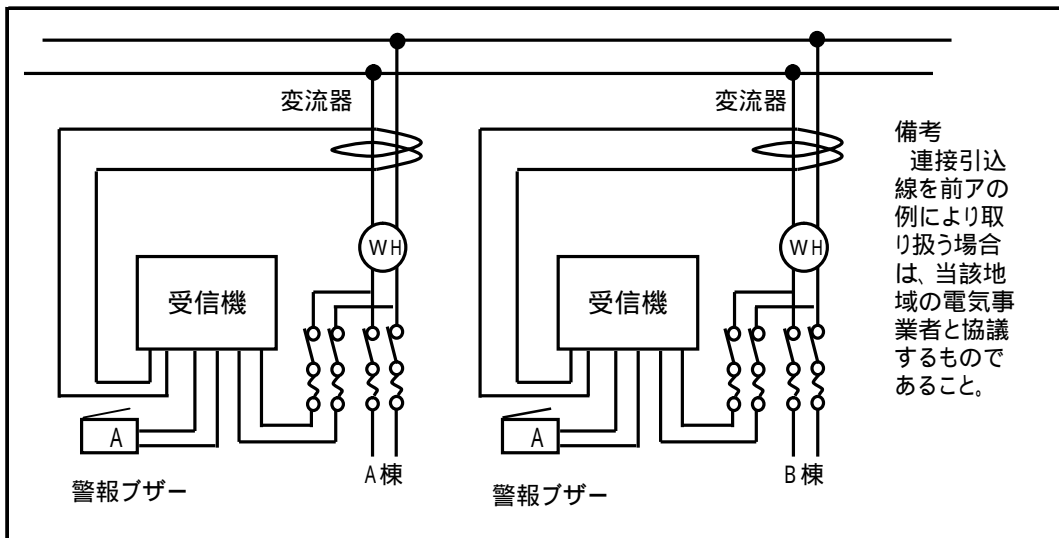 変流器
変流器
備考
連接引込
線を前アの
例により取
り扱う場合
は、当該地
域の電気事
業者と協議
するもので
あること。
WH
WH
受信機
受信機
A
A
A棟
B棟
警報ブザー
警報ブザー